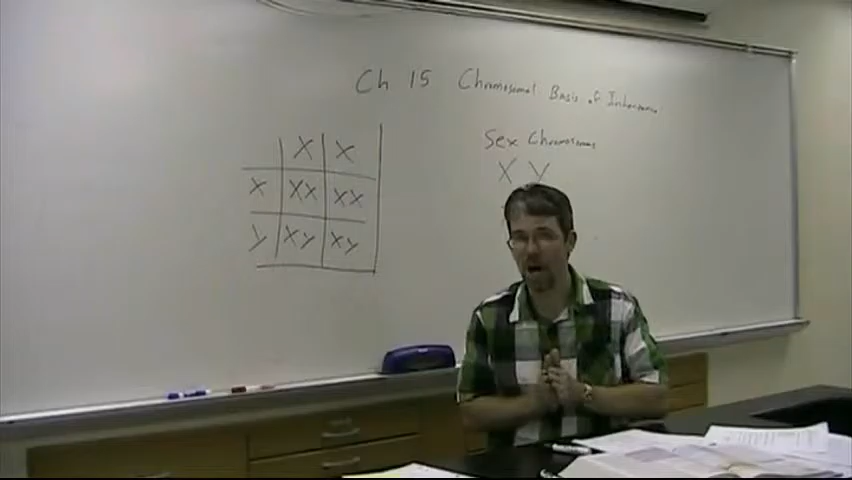 Ch 15 Chromosomal Basis of Inheritance
Sex Chromosomes
X Y
X X
X XX XX
y Xy Xy